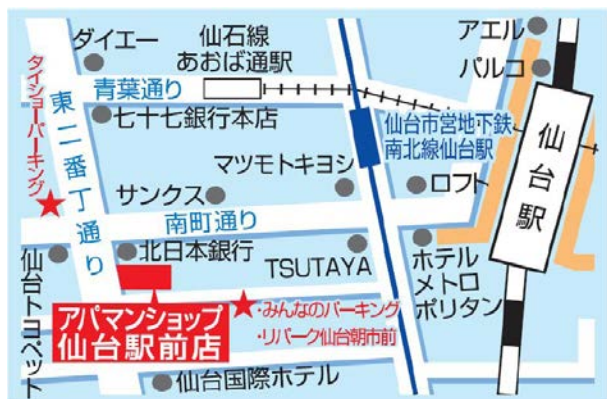 ダイエー
仙石線
あおば通駅
アエル
パルコ
タイショーパーキング
青葉通り
東二番丁通り
七十七銀行本店
仙台市営地下鉄
南北線仙台駅
仙台駅
マツモトキヨシ
サンクス
ロフト
南町通り
仙台トヨペット
北日本銀行
TSUTAYA
ホテル
メトロ
ポリタン
アパマンショップ
仙台駅前店
・みんなのパーキング
・リパーク仙台朝市前
仙台国際ホテル